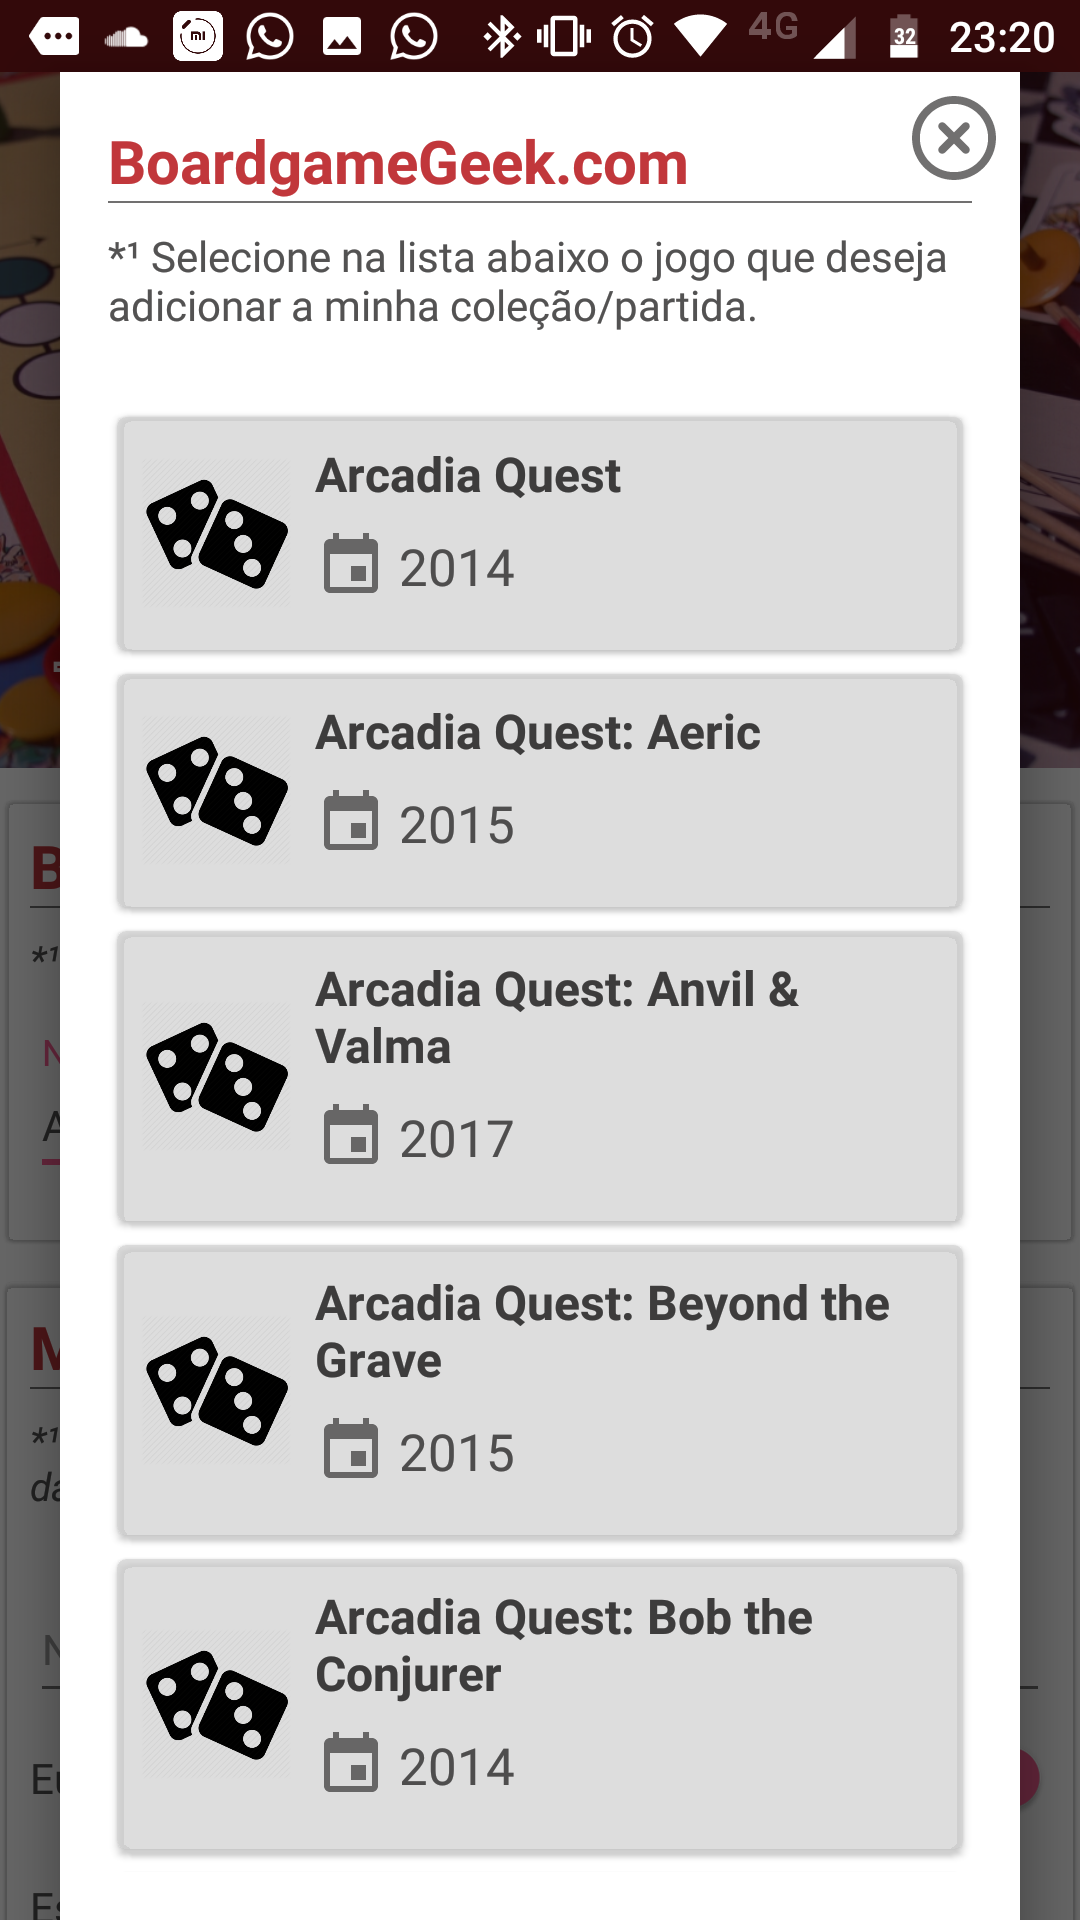 4G 32 23:20
BoardgameGeek.com
*¹ Selecione na lista abaixo o jogo que deseja
adicionar a minha coleção/partida.
Arcadia Quest
2014
Arcadia Quest: Aeric
2015
Arcadia Quest: Anvil &
Valma
2017
Arcadia Quest: Beyond the
Grave
2015
Arcadia Quest: Bob the
Conjurer
2014